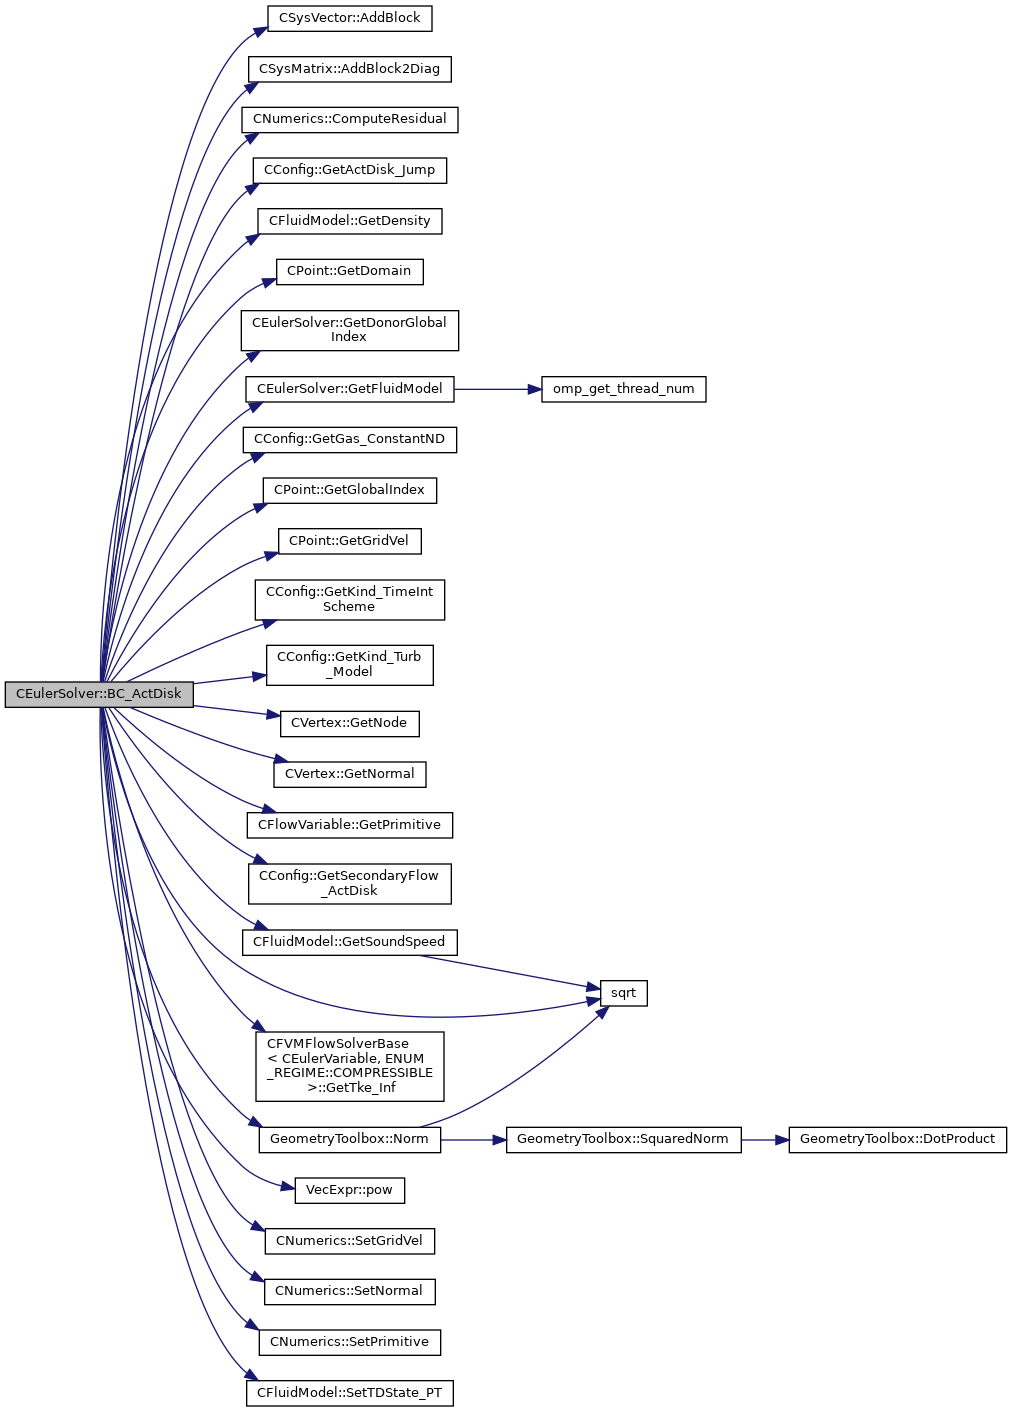 CSysVector::AddBlock
CSysMatrix::AddBlock2Diag
CNumerics::ComputeResidual
CConfig::GetActDisk_Jump
CFluidModel::GetDensity
CPoint::GetDomain
CEulerSolver::GetDonorGlobal
Index
CEulerSolver::GetFluidModel
omp_get_thread_num
CConfig::GetGas_ConstantND
CPoint::GetGlobalIndex
CPoint::GetGridVel
CConfig::GetKind_TimeInt
Scheme
CConfig::GetKind_Turb
_Model
CEulerSolver::BC_ActDisk
CVertex::GetNode
CVertex::GetNormal
CFlowVariable::GetPrimitive
CConfig::GetSecondaryFlow
_ActDisk
CFluidModel::GetSoundSpeed
sqrt
CFVMFlowSolverBase
< CEulerVariable, ENUM
_REGIME::COMPRESSIBLE
>::GetTke_Inf
GeometryToolbox::Norm
GeometryToolbox::SquaredNorm
GeometryToolbox::DotProduct
VecExpr::pow
CNumerics::SetGridVel
CNumerics::SetNormal
CNumerics::SetPrimitive
CFluidModel::SetTDState_PT